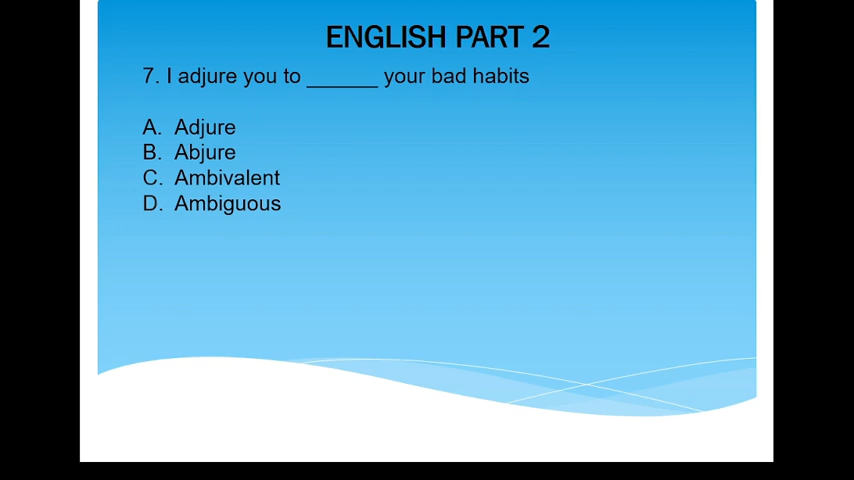 ENGLISH PART 2
7. I adjure you to ______ your bad habits
A. Adjure
B. Abjure
C. Ambivalent
D. Ambiguous